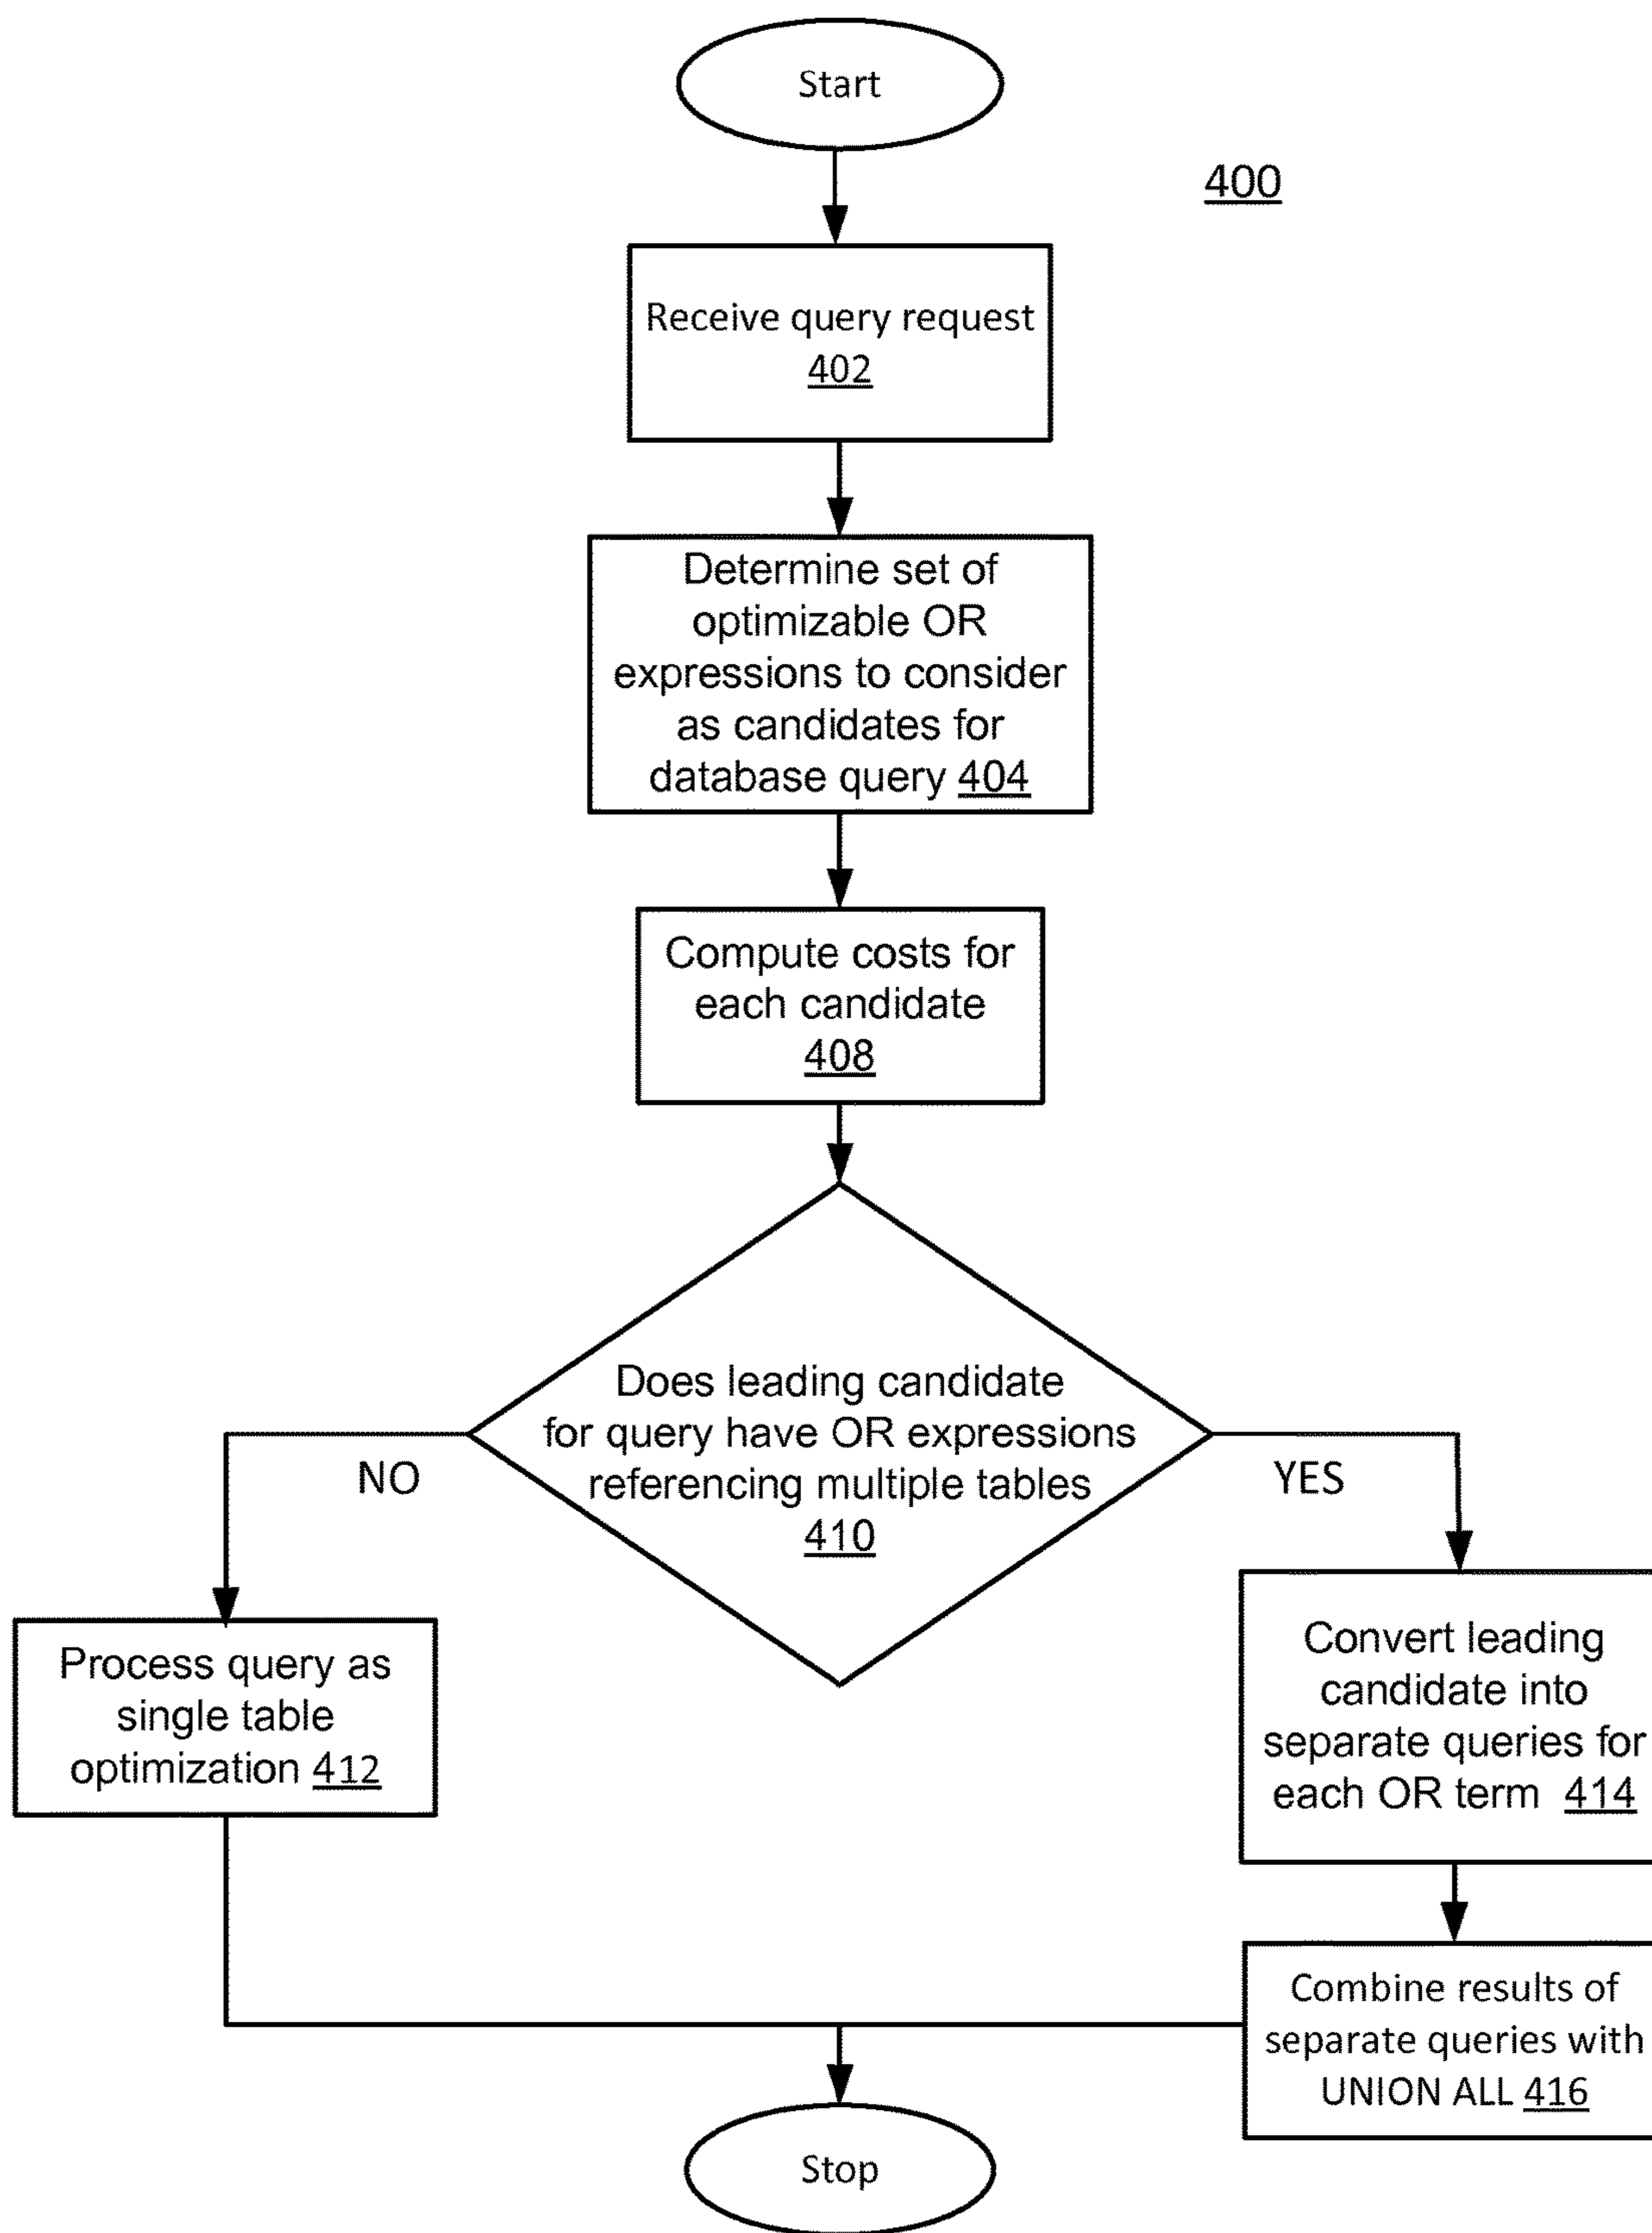 Start
400
Receive query request
402
Determine set of
optimizable OR
expressions to consider
as candidates for
database query 404
Compute costs for
each candidate
408
Does leading candidate
for query have OR expressions
referencing multiple tables
410
NO
YES
Process query as
single table
optimization 412
Convert leading
candidate into
separate queries for
each OR term 414
Combine results of
separate queries with
UNION ALL 416
Stop